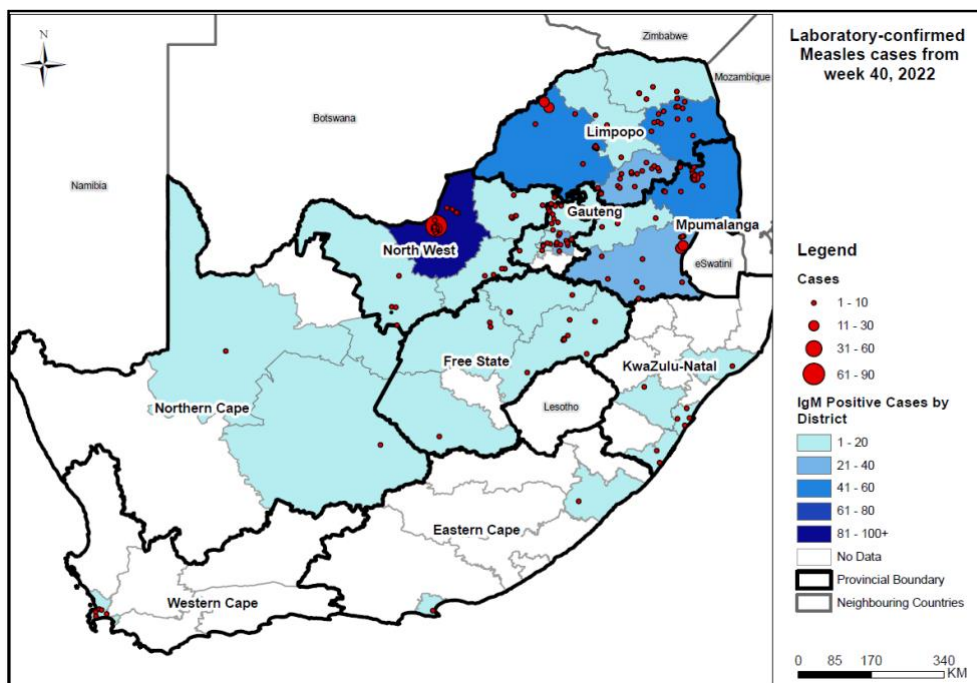 N
Zimbabwe
Mozambique
Botswana
Limpopo
Namibia
Gauteng
Mpumalanga
North West
eSwatini
Free State
KwaZulu-Natal
Northern Cape
Lesotho
Eastern Cape
Western Cape
Laboratory-confirmed
Measles cases from
week 40, 2022
Legend
Cases
1 - 10
11 - 30
31 - 60
61 - 90
IgM Positive Cases by
District
1 - 20
21 - 40
41 - 60
61 - 80
81 - 100+
No Data
Provincial Boundary
Neighbouring Countries
0 85 170 340
KM